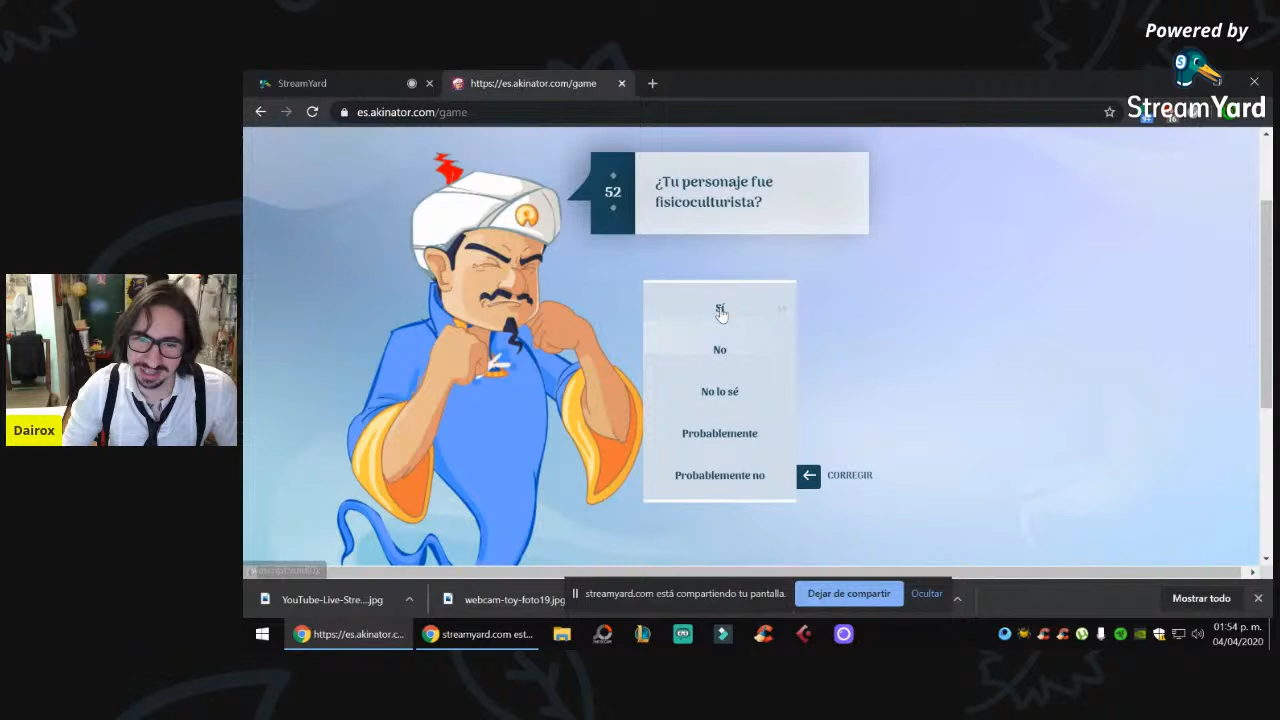 Powered by
StreamYard
StreamYard
https://es.akinator.com/game
es.akinator.com/game
52
¿Tu personaje fue
fisicoculturista?
Sí
No
No lo sé
Probablemente
Probablemente no
CORREGIR
Dairox
YouTube-Live-Stre....jpg
webcam-toy-foto19.jpg
streamyard.com está compartiendo tu pantalla.
Dejar de compartir
Ocultar
Mostrar todo
https://es.akinator.c...
streamyard.com est...
01:54 p. m.
04/04/2020